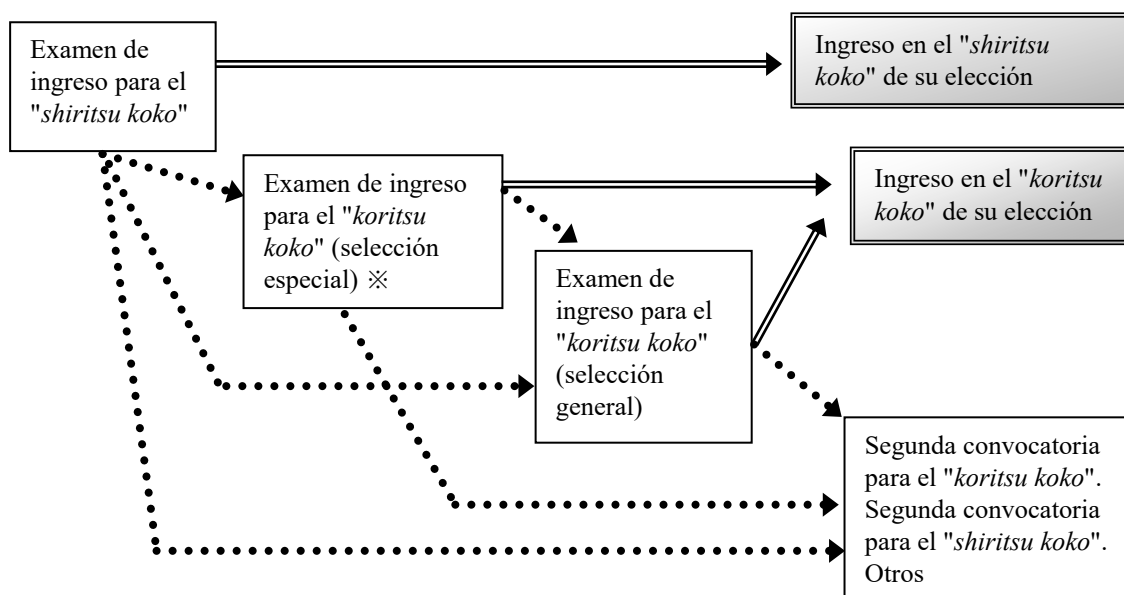 Examen de
ingreso para el
"shiritsu koko"
Ingreso en el "shiritsu
koko" de su elección
Examen de ingreso
para el "koritsu
koko" (selección
especial) ※
Ingreso en el "koritsu
koko" de su elección
Examen de
ingreso para el
"koritsu koko"
(selección
general)
Segunda convocatoria
para el "koritsu koko".
Segunda convocatoria
para el "shiritsu koko".
Otros